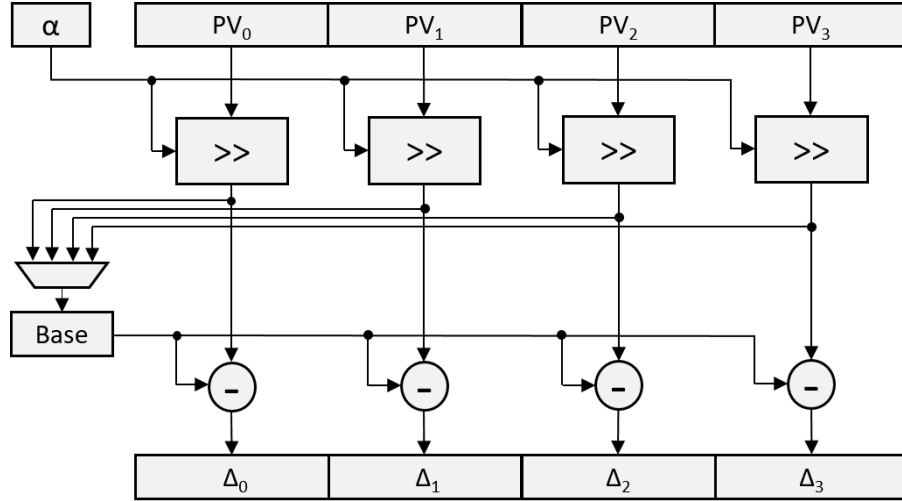 α PV₀ PV₁ PV₂ PV₃
>> >> >> >>
Base
- - - -
Δ₀ Δ₁ Δ₂ Δ₃